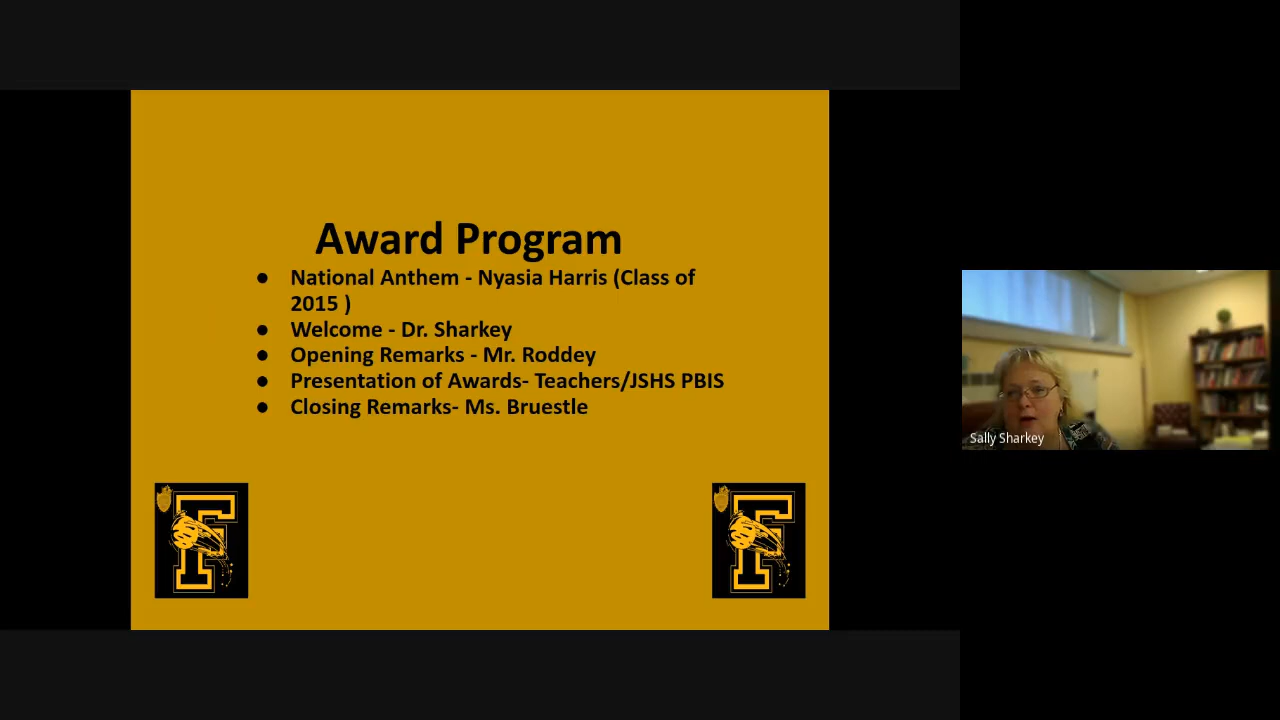 Award Program
● National Anthem - Nyasia Harris (Class of
2015 )
● Welcome - Dr. Sharkey
● Opening Remarks - Mr. Roddey
● Presentation of Awards- Teachers/JSHS PBIS
● Closing Remarks- Ms. Bruestle
F
F
Sally Sharkey